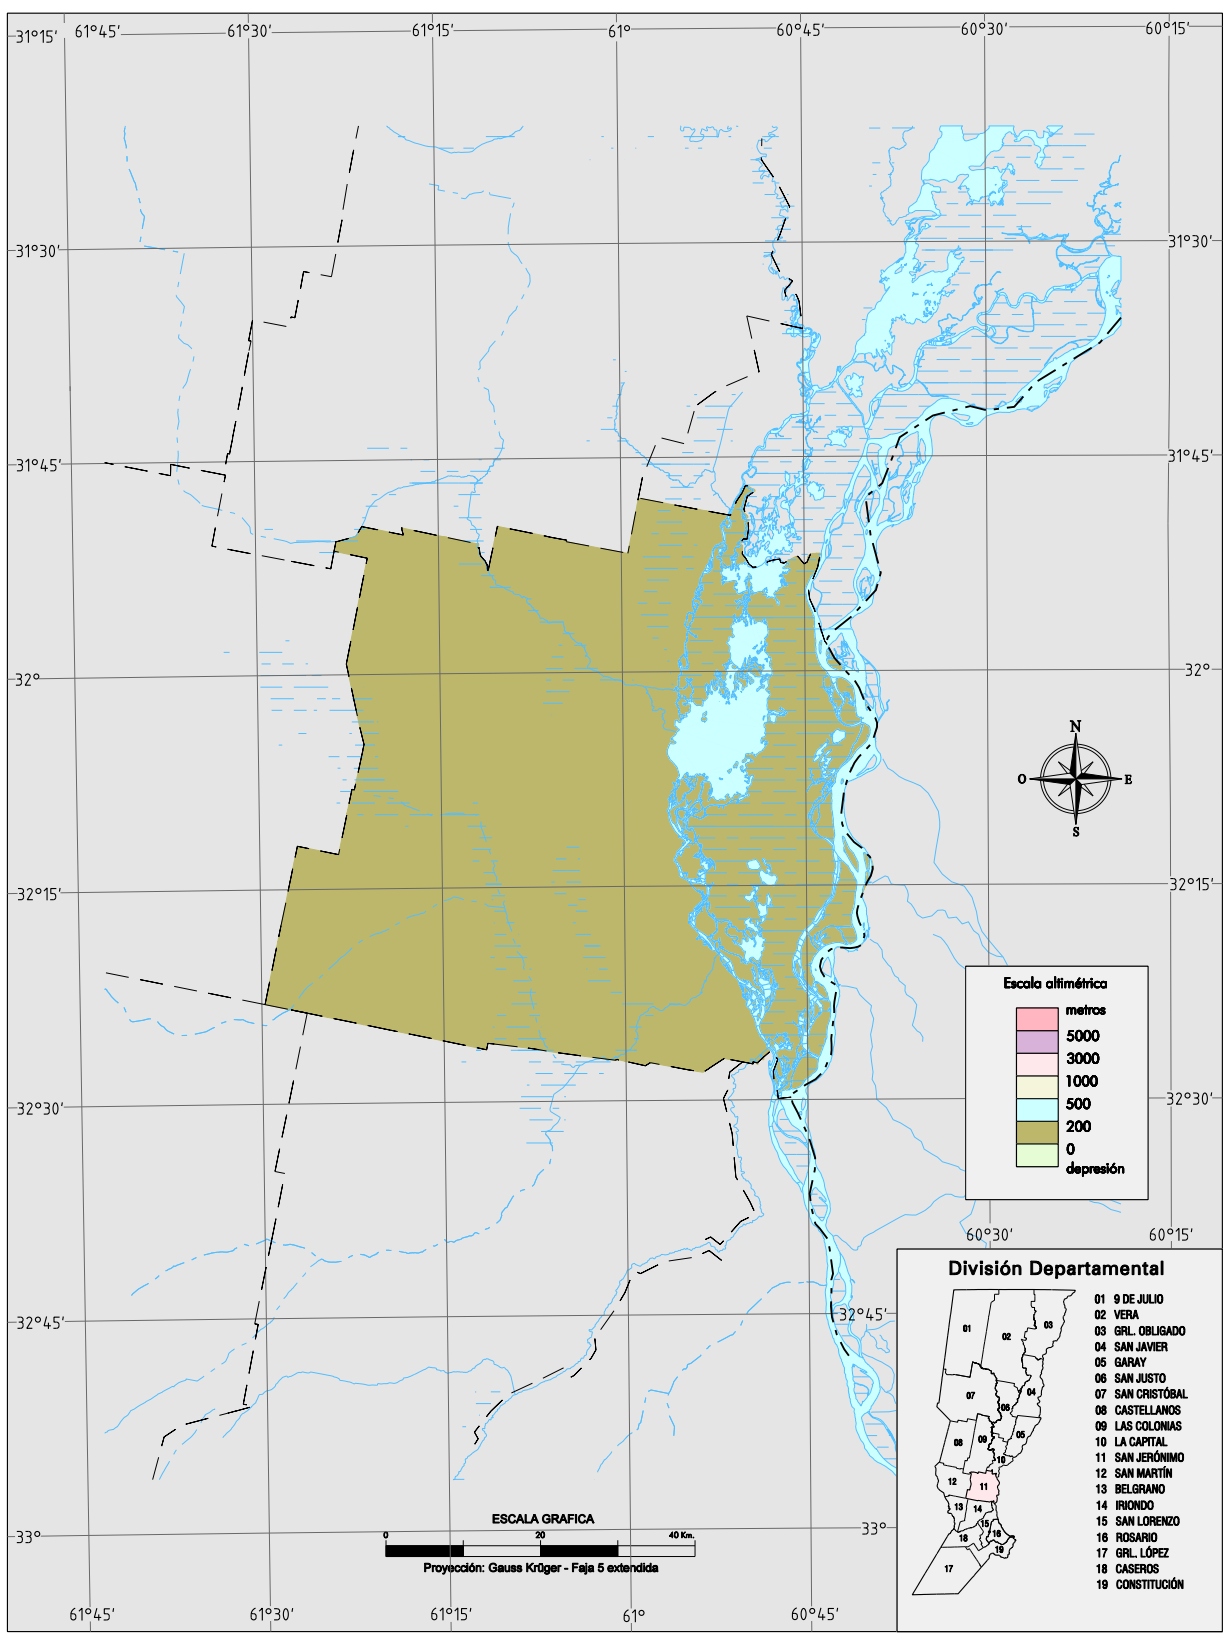 61°45' 61°30' 61°15' 61° 60°45' 60°30' 60°15'
31°15'
31°30' 31°30'
31°45' 31°45'
32° 32°
N
O E
S
32°15' 32°15'
Escala altimétrica
metros
5000
3000
1000
500
200
0
depresión
32°30' 32°30'
60°30' 60°15'
32°45' 32°45'
33° 33°
ESCALA GRAFICA
0 20 40 Km.
Proyección: Gauss Krüger - Faja 5 extendida
61°45' 61°30' 61°15' 61° 60°45'
División Departamental
01 9 DE JULIO
02 VERA
03 GRL. OBLIGADO
04 SAN JAVIER
05 GARAY
06 SAN JUSTO
07 SAN CRISTÓBAL
08 CASTELLANOS
09 LAS COLONIAS
10 LA CAPITAL
11 SAN JERÓNIMO
12 SAN MARTÍN
13 BELGRANO
14 IRIONDO
15 SAN LORENZO
16 ROSARIO
17 GRL. LÓPEZ
18 CASEROS
19 CONSTITUCIÓN
01
02
03
04
05
06
07
08
09
10
11
12
13
14
15
16
17
18
19